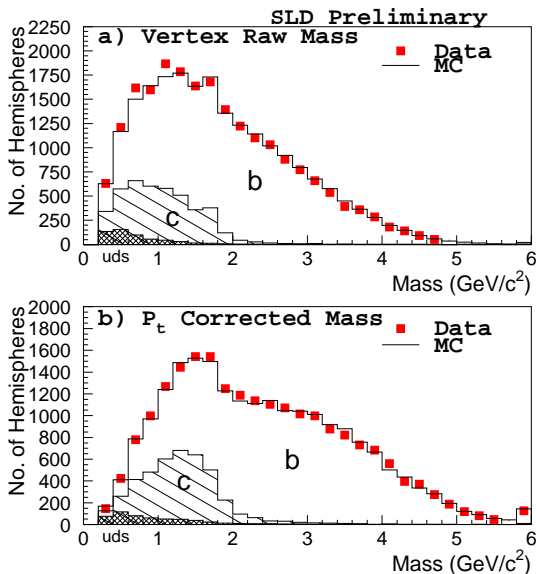 SLD Preliminary
a) Vertex Raw Mass
Data
MC
No. of Hemispheres
2250
2000
1750
1500
1250
1000
750
500
250
0
b
c
uds
1
2
3
4
5
6
Mass (GeV/c²)
b) Pt Corrected Mass
Data
MC
No. of Hemispheres
2000
1800
1600
1400
1200
1000
800
600
400
200
0
b
c
uds
0
1
2
3
4
5
6
Mass (GeV/c²)